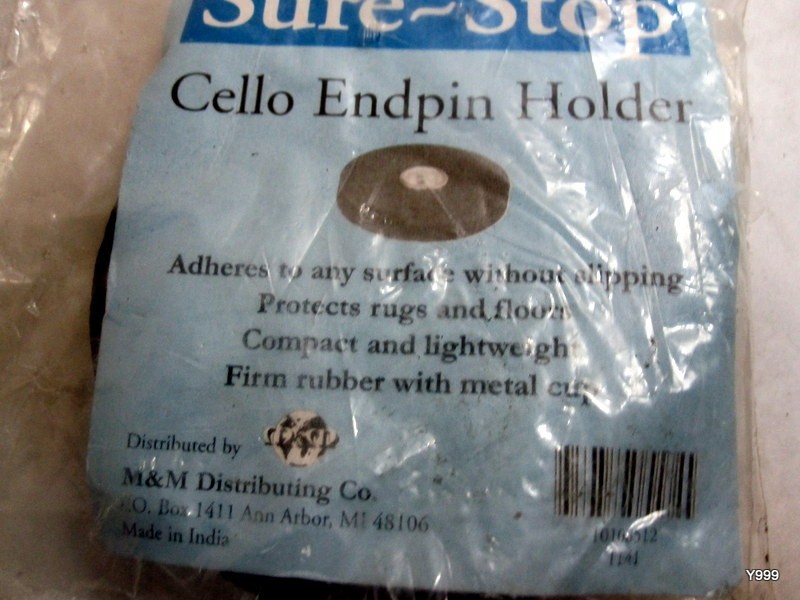 Sure~Stop
Cello Endpin Holder
Adheres to any surface without slipping
Protects rugs and floors
Compact and lightweight
Firm rubber with metal cup
Distributed by
M&M Distributing Co.
P.O. Box 1411 Ann Arbor, MI 48106
Made in India
Y999